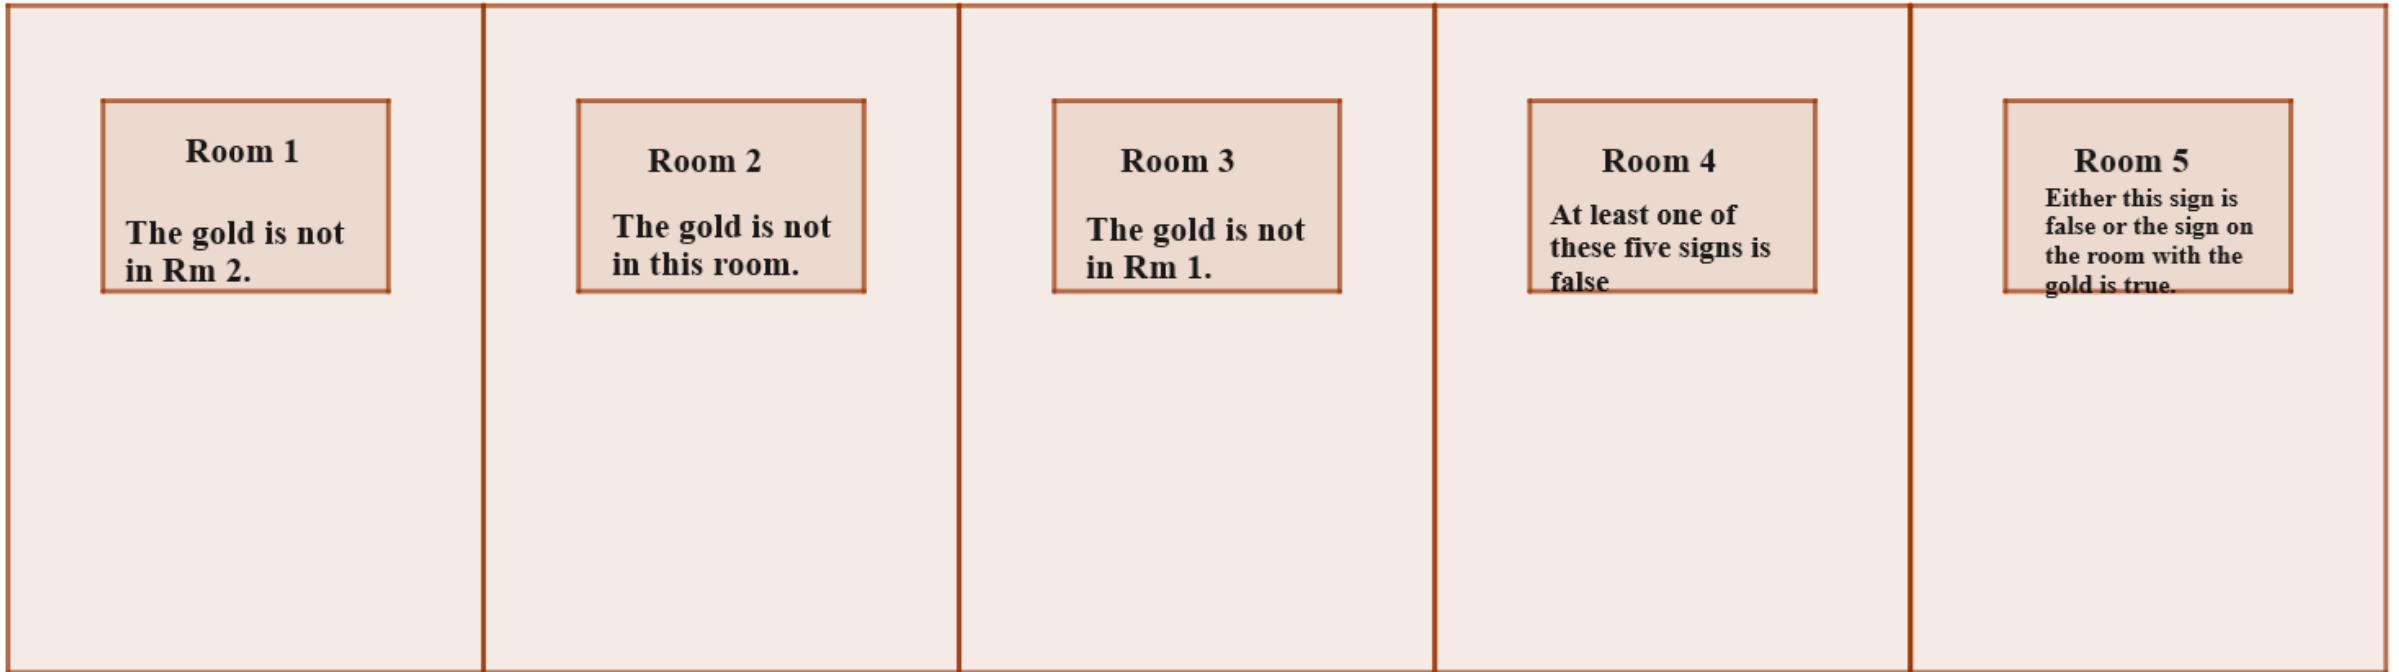 Room 1
The gold is not
in Rm 2.
Room 2
The gold is not
in this room.
Room 3
The gold is not
in Rm 1.
Room 4
At least one of
these five signs is
false
Room 5
Either this sign is
false or the sign on
the room with the
gold is true.